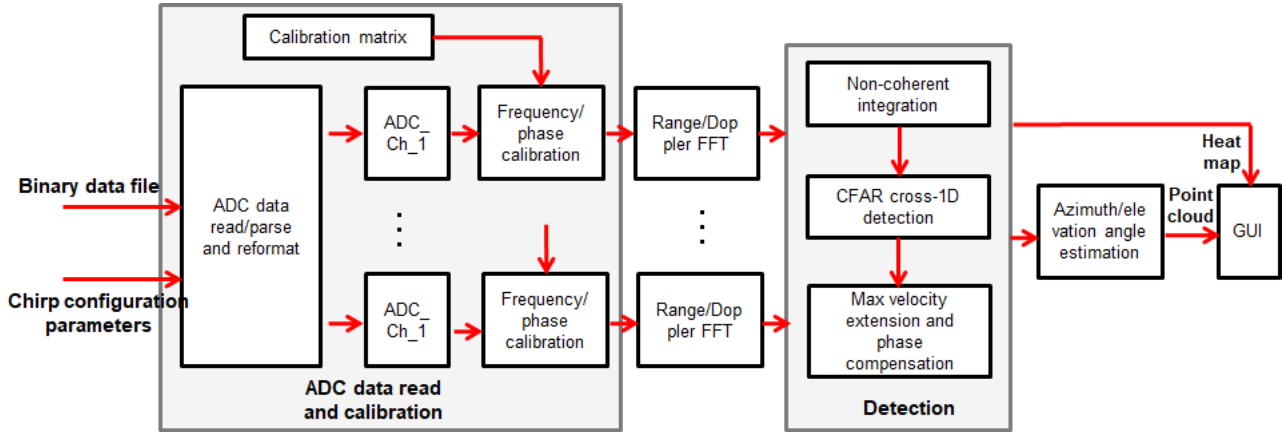 Calibration matrix
Binary data file
Chirp configuration
parameters
ADC data
read/parse
and reformat
ADC_
Ch_1
Frequency/
phase
calibration
ADC_
Ch_1
Frequency/
phase
calibration
ADC data read
and calibration
Range/Dop
pler FFT
Range/Dop
pler FFT
Non-coherent
integration
CFAR cross-1D
detection
Max velocity
extension and
phase
compensation
Detection
Azimuth/ele
vation angle
estimation
Heat
map
Point
cloud
GUI